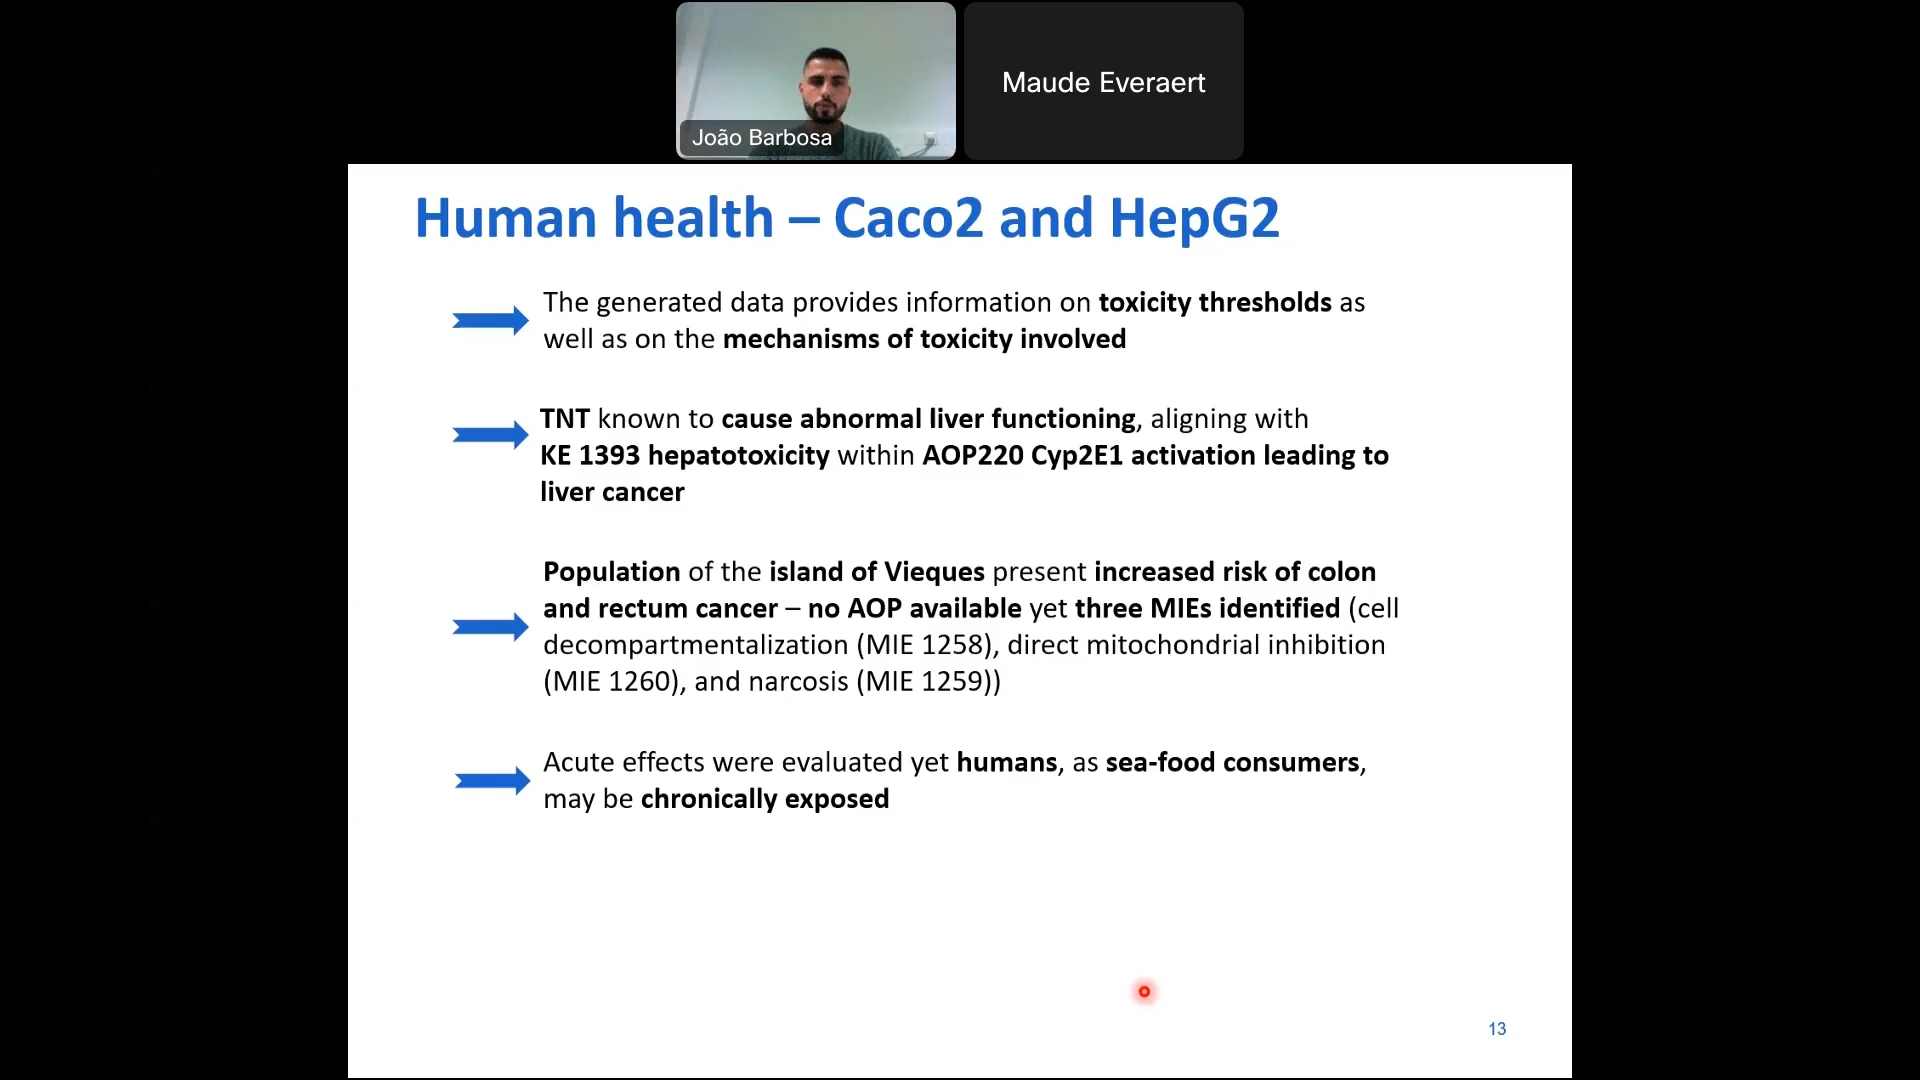 João Barbosa
Maude Everaert
Human health – Caco2 and HepG2
The generated data provides information on toxicity thresholds as
well as on the mechanisms of toxicity involved
TNT known to cause abnormal liver functioning, aligning with
KE 1393 hepatotoxicity within AOP220 Cyp2E1 activation leading to
liver cancer
Population of the island of Vieques present increased risk of colon
and rectum cancer – no AOP available yet three MIEs identified (cell
decompartmentalization (MIE 1258), direct mitochondrial inhibition
(MIE 1260), and narcosis (MIE 1259))
Acute effects were evaluated yet humans, as sea-food consumers,
may be chronically exposed
13